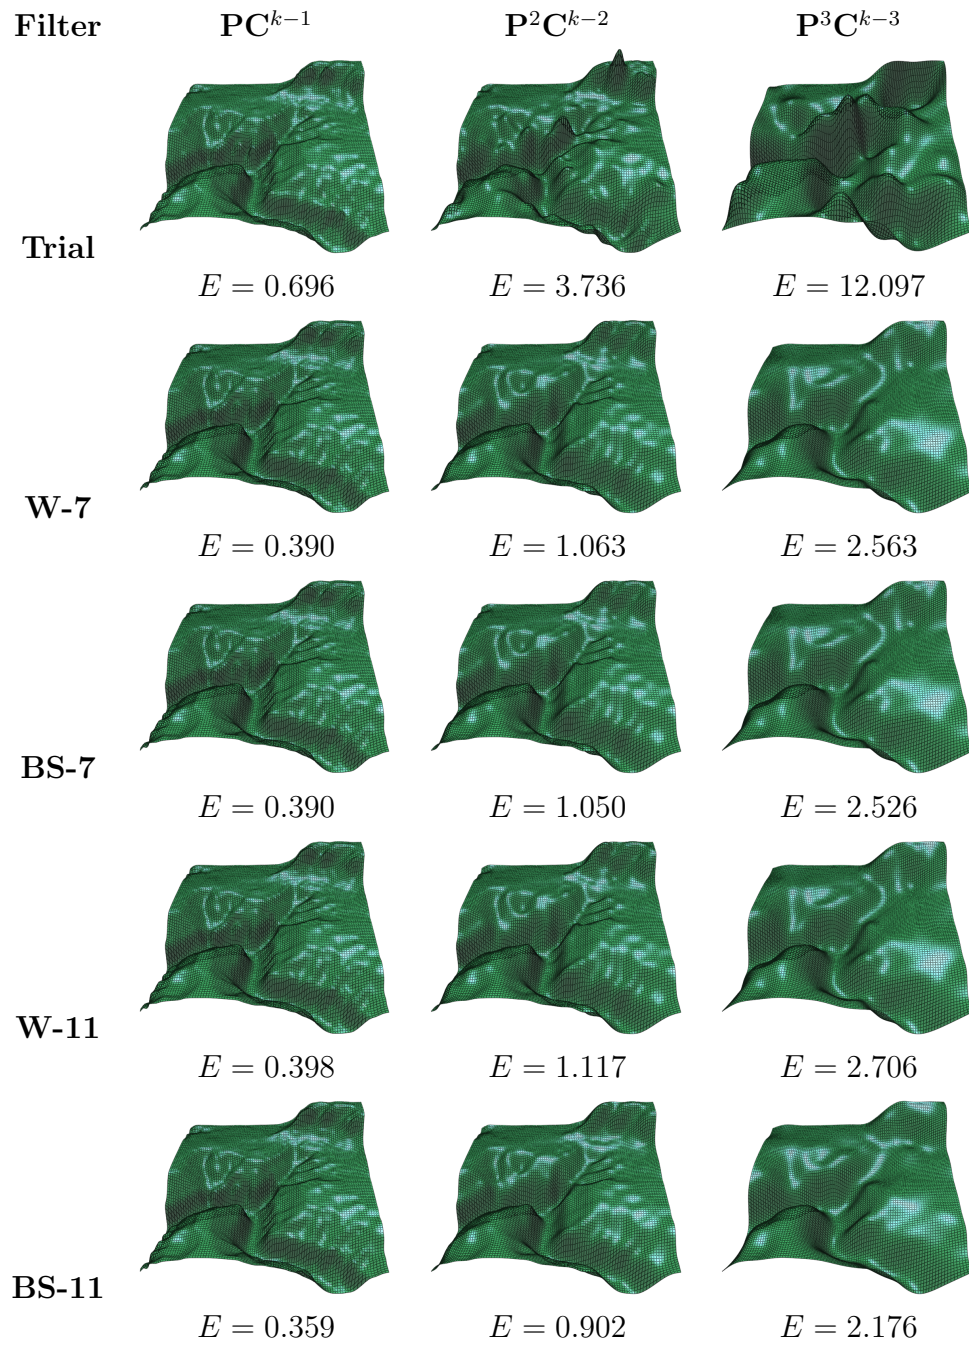 Filter PC^{k−1} P^2C^{k−2} P^3C^{k−3}
Trial
E = 0.696 E = 3.736 E = 12.097
W-7
E = 0.390 E = 1.063 E = 2.563
BS-7
E = 0.390 E = 1.050 E = 2.526
W-11
E = 0.398 E = 1.117 E = 2.706
BS-11
E = 0.359 E = 0.902 E = 2.176